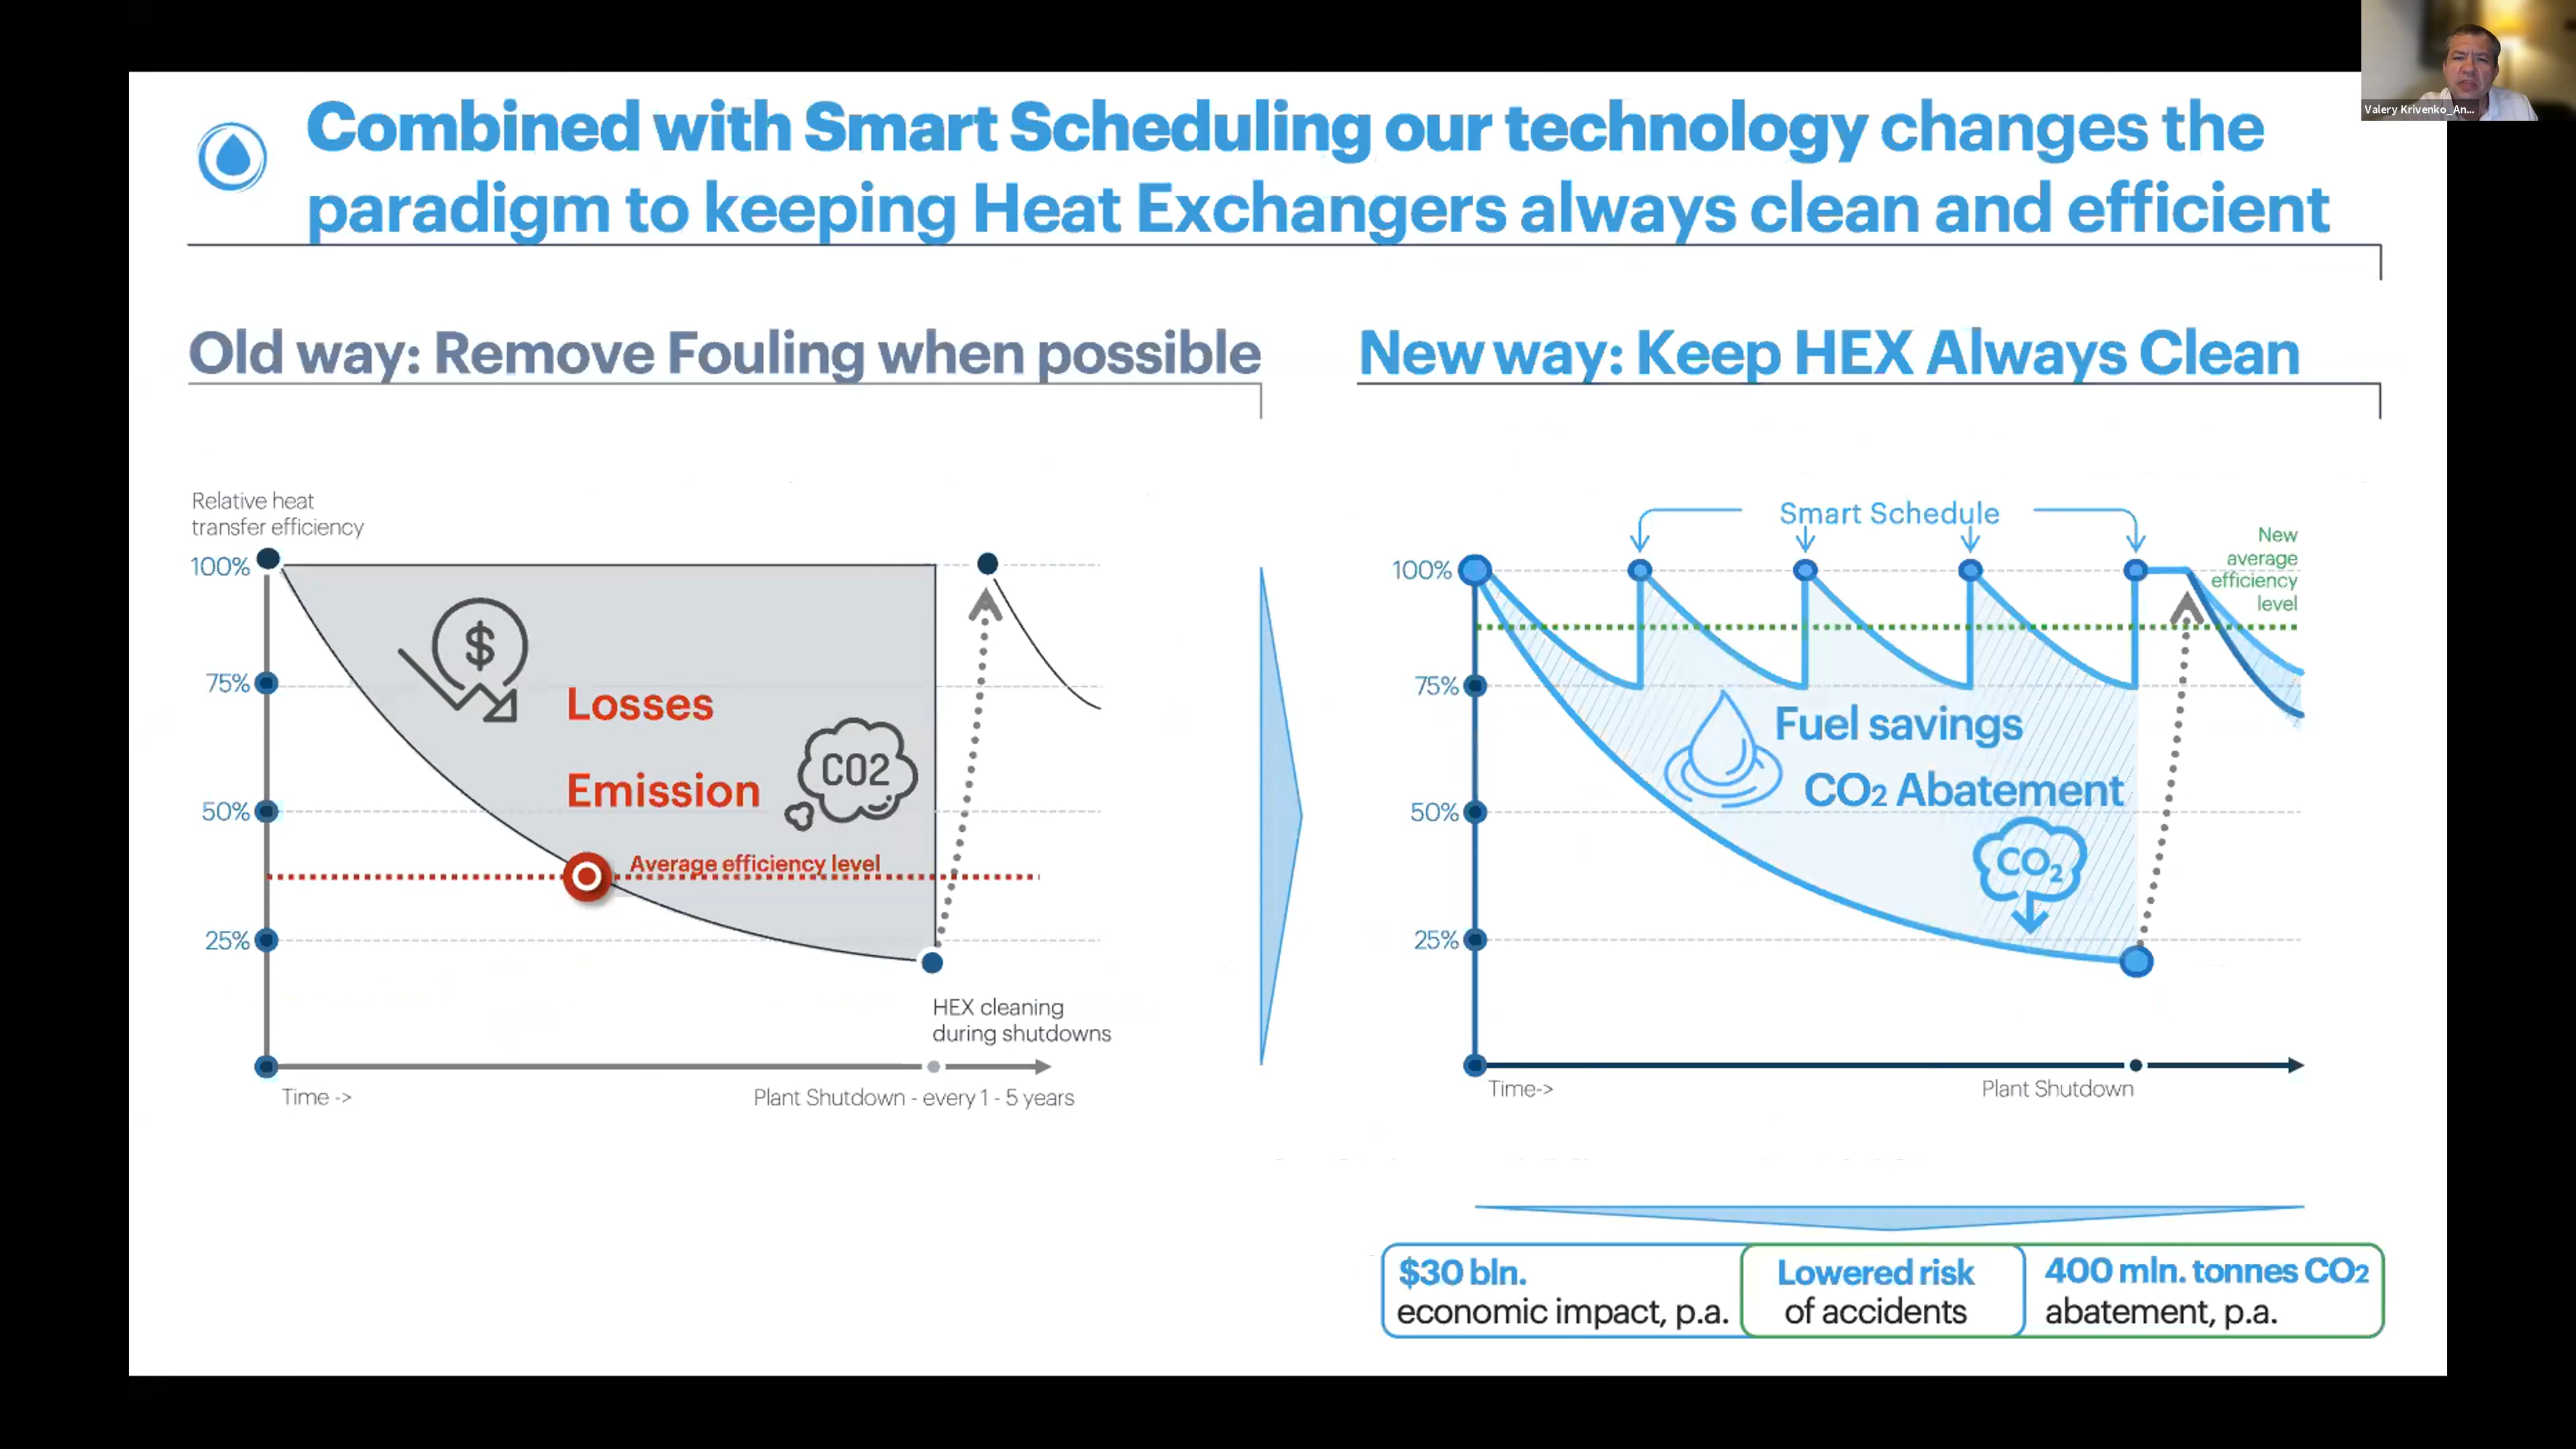 Valery Krivenko_An...
Combined with Smart Scheduling our technology changes the
paradigm to keeping Heat Exchangers always clean and efficient
Old way: Remove Fouling when possible
Relative heat
transfer efficiency
100%
75%
50%
25%
$
Losses
Emission
CO2
Average efficiency level
HEX cleaning
during shutdowns
Time ->
Plant Shutdown - every 1 - 5 years
New way: Keep HEX Always Clean
Smart Schedule
New
average
efficiency
level
100%
75%
50%
25%
Fuel savings
CO2 Abatement
CO2
Time->
Plant Shutdown
$30 bln.
economic impact, p.a.
Lowered risk
of accidents
400 mln. tonnes CO2
abatement, p.a.